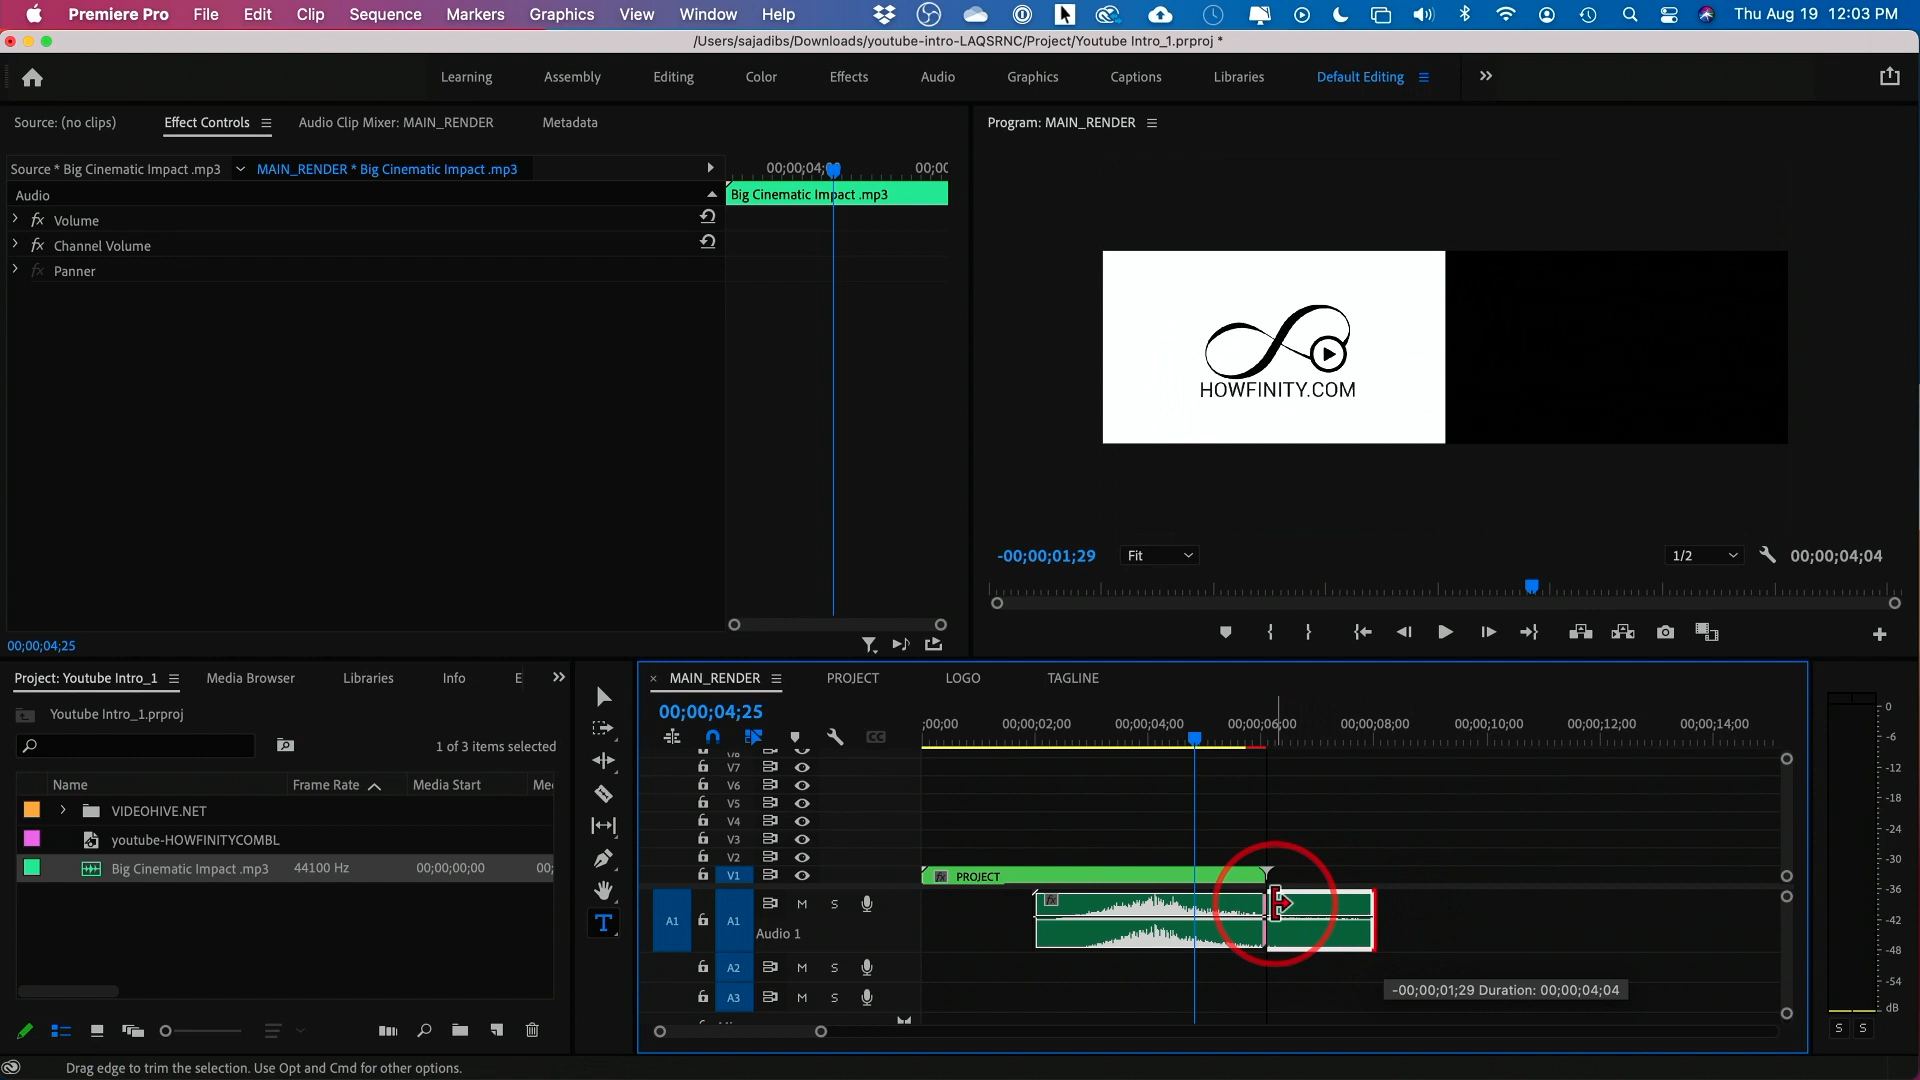 Premiere Pro File Edit Clip Sequence Markers Graphics View Window Help Thu Aug 19 12:03 PM
/Users/sajadibs/Downloads/youtube-intro-LAQSRNC/Project/Youtube Intro_1.prproj *
Learning Assembly Editing Color Effects Audio Graphics Captions Libraries Default Editing
Source: (no clips) Effect Controls Audio Clip Mixer: MAIN_RENDER Metadata
Program: MAIN_RENDER
Source * Big Cinematic Impact .mp3 MAIN_RENDER * Big Cinematic Impact .mp3
Audio
fx Volume
fx Channel Volume
fx Panner
Big Cinematic Impact .mp3
HOWFINITY.COM
-00;00;01;29 Fit 1/2 00;00;04;04
00;00;04;25
Project: Youtube Intro_1 Media Browser Libraries Info E
Youtube Intro_1.prproj
1 of 3 items selected
Name Frame Rate Media Start
VIDEOHIVE.NET
youtube-HOWFINITYCOMBL
Big Cinematic Impact .mp3 44100 Hz 00;00;00;00 00;
MAIN_RENDER PROJECT LOGO TAGLINE
00;00;04;25
;00;00 00;00;02;00 00;00;04;00 00;00;06;00 00;00;08;00 00;00;10;00 00;00;12;00 00;00;14;00
CC
V7
V6
V5
V4
V3
V2
V1 fx PROJECT
A1 A1 M S fx
Audio 1
A2 M S
A3 M S
-00;00;01;29 Duration: 00;00;04;04
0
-6
-12
-18
-24
-30
-36
-42
-48
-54
dB
S S
Drag edge to trim the selection. Use Opt and Cmd for other options.